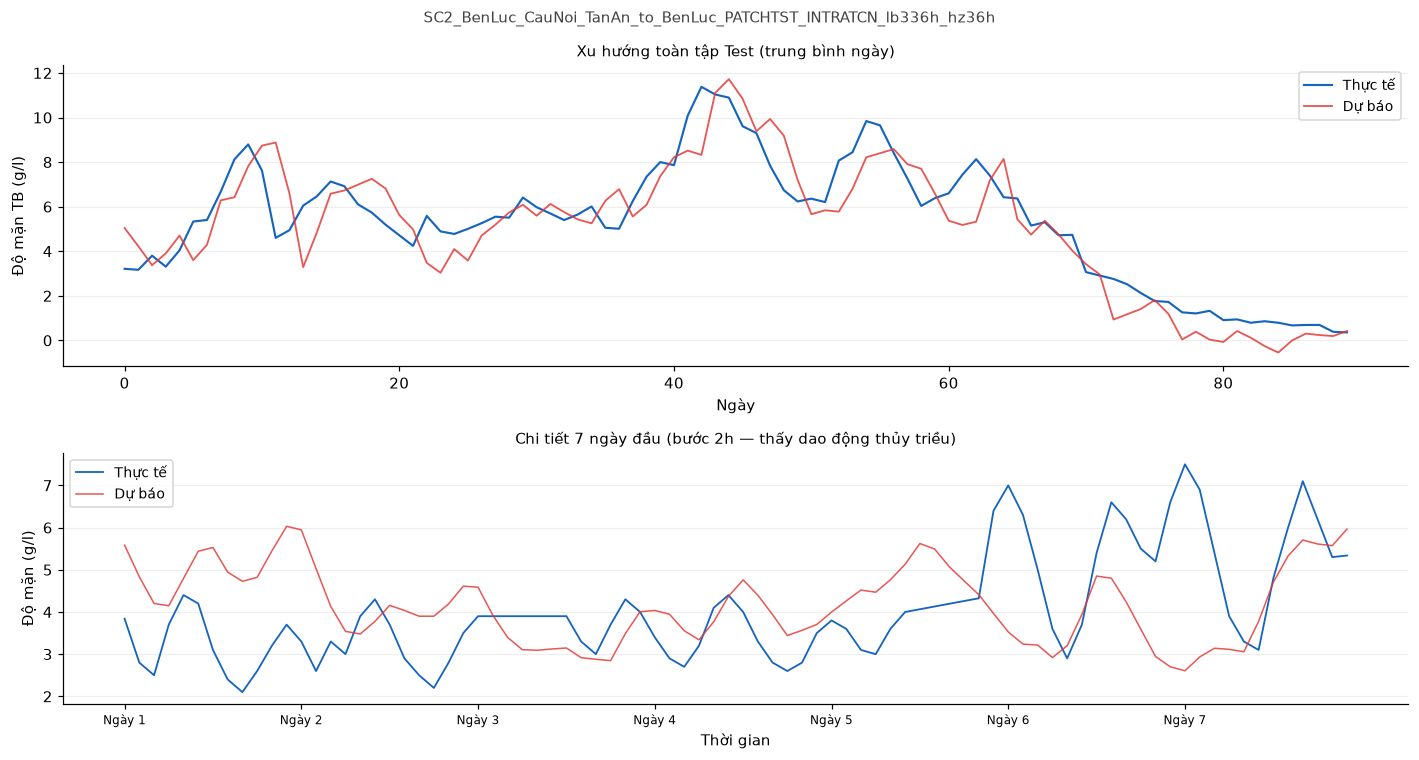 SC2_BenLuc_CauNoi_TanAn_to_BenLuc_PATCHTST_INTRATCN_lb336h_hz36h
Xu hướng toàn tập Test (trung bình ngày)
Độ mặn TB (g/l)
12
10
8
6
4
2
0
Thực tế
Dự báo
0 20 40 60 80
Ngày
Chi tiết 7 ngày đầu (bước 2h — thấy dao động thủy triều)
Độ mặn (g/l)
7
6
5
4
3
2
Thực tế
Dự báo
Ngày 1 Ngày 2 Ngày 3 Ngày 4 Ngày 5 Ngày 6 Ngày 7
Thời gian